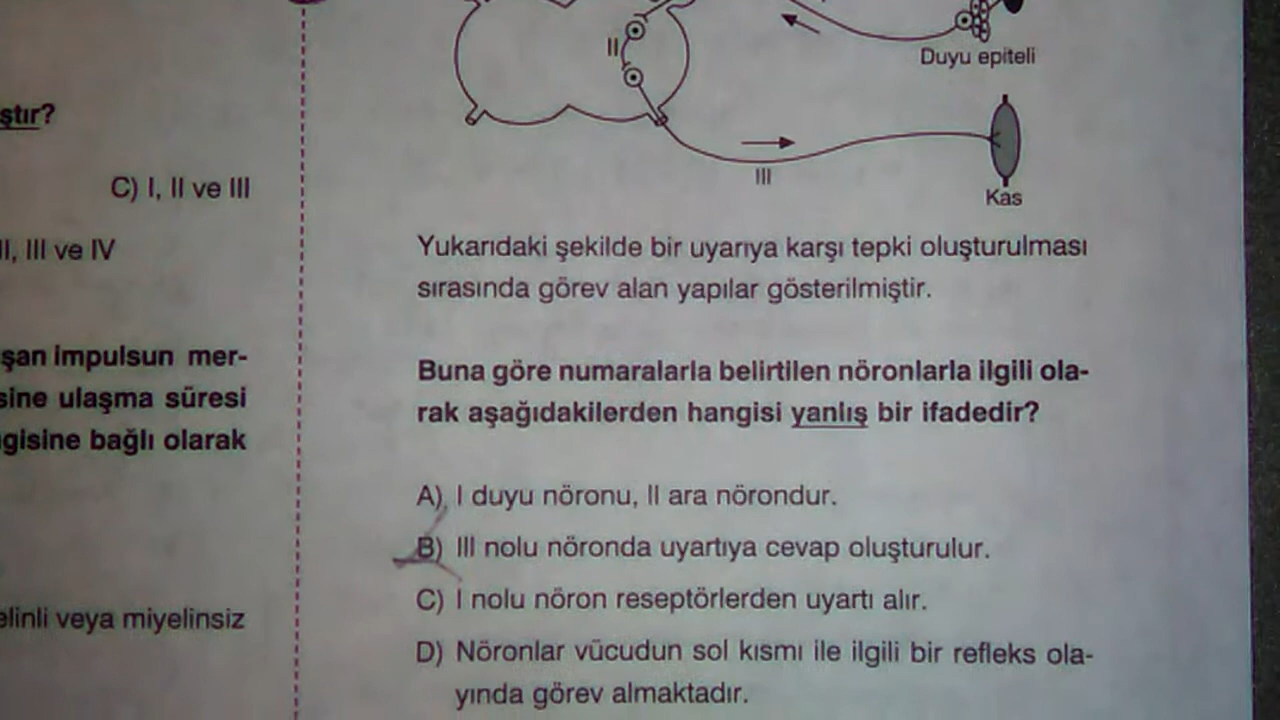 ştır?
C) I, II ve III
II, III ve IV
şan impulsun mer-
sine ulaşma süresi
gisine bağlı olarak
elinli veya miyelinsiz
II
Duyu epiteli
III
Kas
Yukarıdaki şekilde bir uyarıya karşı tepki oluşturulması
sırasında görev alan yapılar gösterilmiştir.
Buna göre numaralarla belirtilen nöronlarla ilgili ola-
rak aşağıdakilerden hangisi yanlış bir ifadedir?
A) I duyu nöronu, II ara nörondur.
B) III nolu nöronda uyartıya cevap oluşturulur.
C) I nolu nöron reseptörlerden uyartı alır.
D) Nöronlar vücudun sol kısmı ile ilgili bir refleks ola-
yında görev almaktadır.